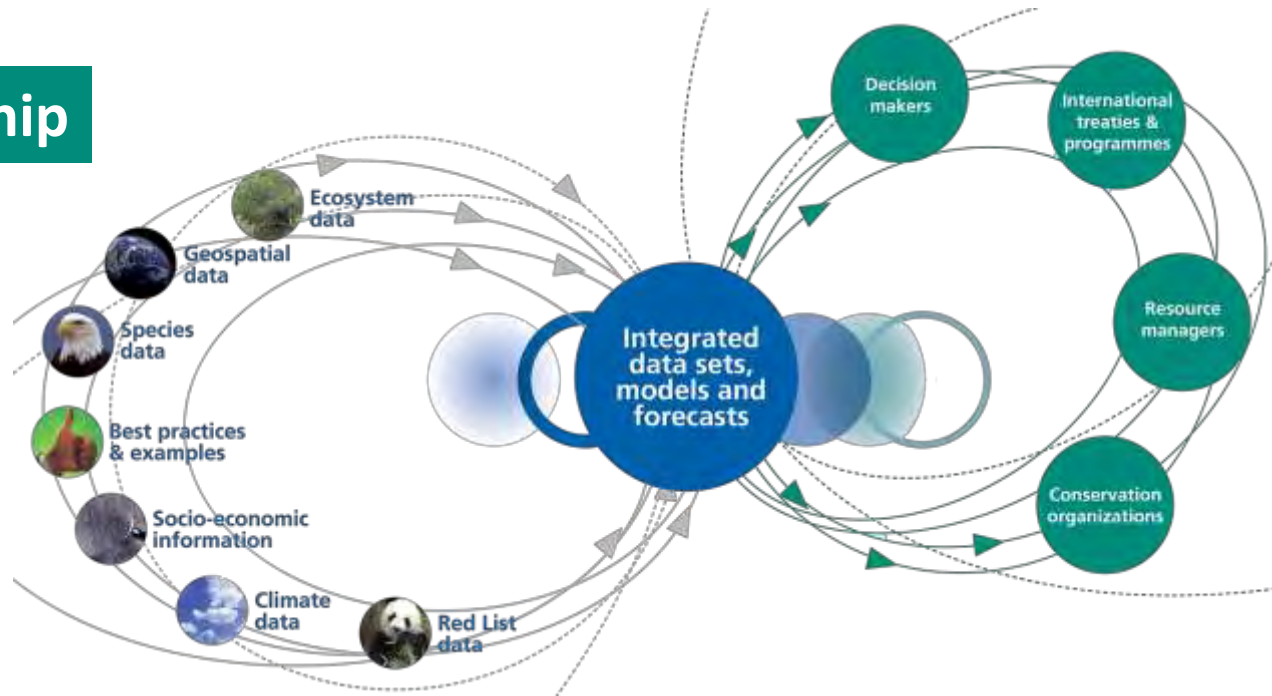 Decision
makers
International
treaties &
programmes
Ecosystem
data
Geospatial
data
Species
data
Integrated
data sets,
models and
forecasts
Resource
managers
Best practices
& examples
Socio-economic
information
Conservation
organizations
Climate
data
Red List
data